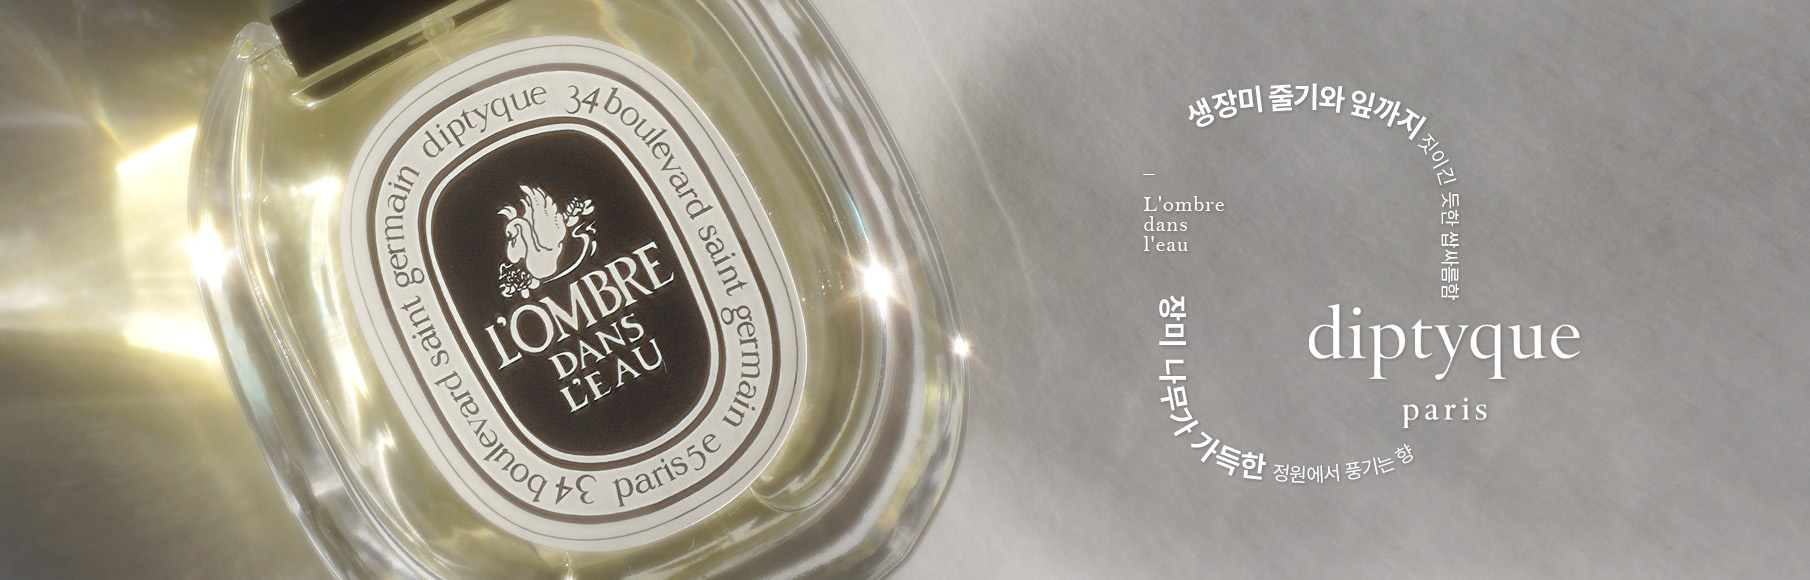 diptyque 34 boulevard saint germain paris5e 34 boulevard saint germain
L'OMBRE
DANS
L'EAU
생장미 줄기와 잎까지 짓이긴 듯한 쌉싸름함
L'ombre
dans
l'eau
장미 나무가 가득한 정원에서 풍기는 향
diptyque
paris